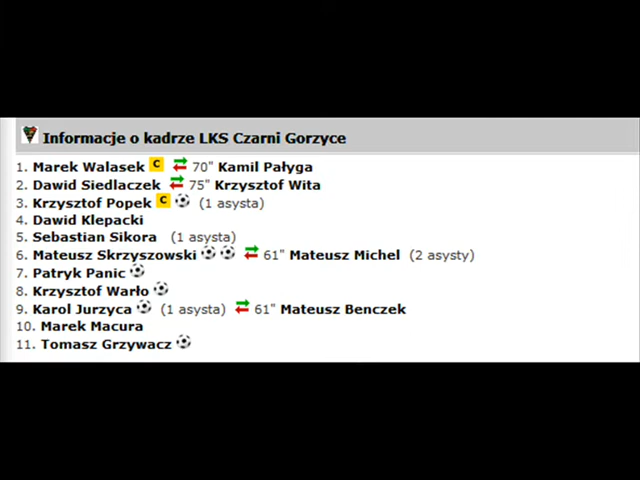 Informacje o kadrze LKS Czarni Gorzyce
1. Marek Walasek C 70" Kamil Pałyga
2. Dawid Siedlaczek 75" Krzysztof Wita
3. Krzysztof Popek C (1 asysta)
4. Dawid Klepacki
5. Sebastian Sikora (1 asysta)
6. Mateusz Skrzyszowski 61" Mateusz Michel (2 asysty)
7. Patryk Panic
8. Krzysztof Warło
9. Karol Jurzyca (1 asysta) 61" Mateusz Benczek
10. Marek Macura
11. Tomasz Grzywacz